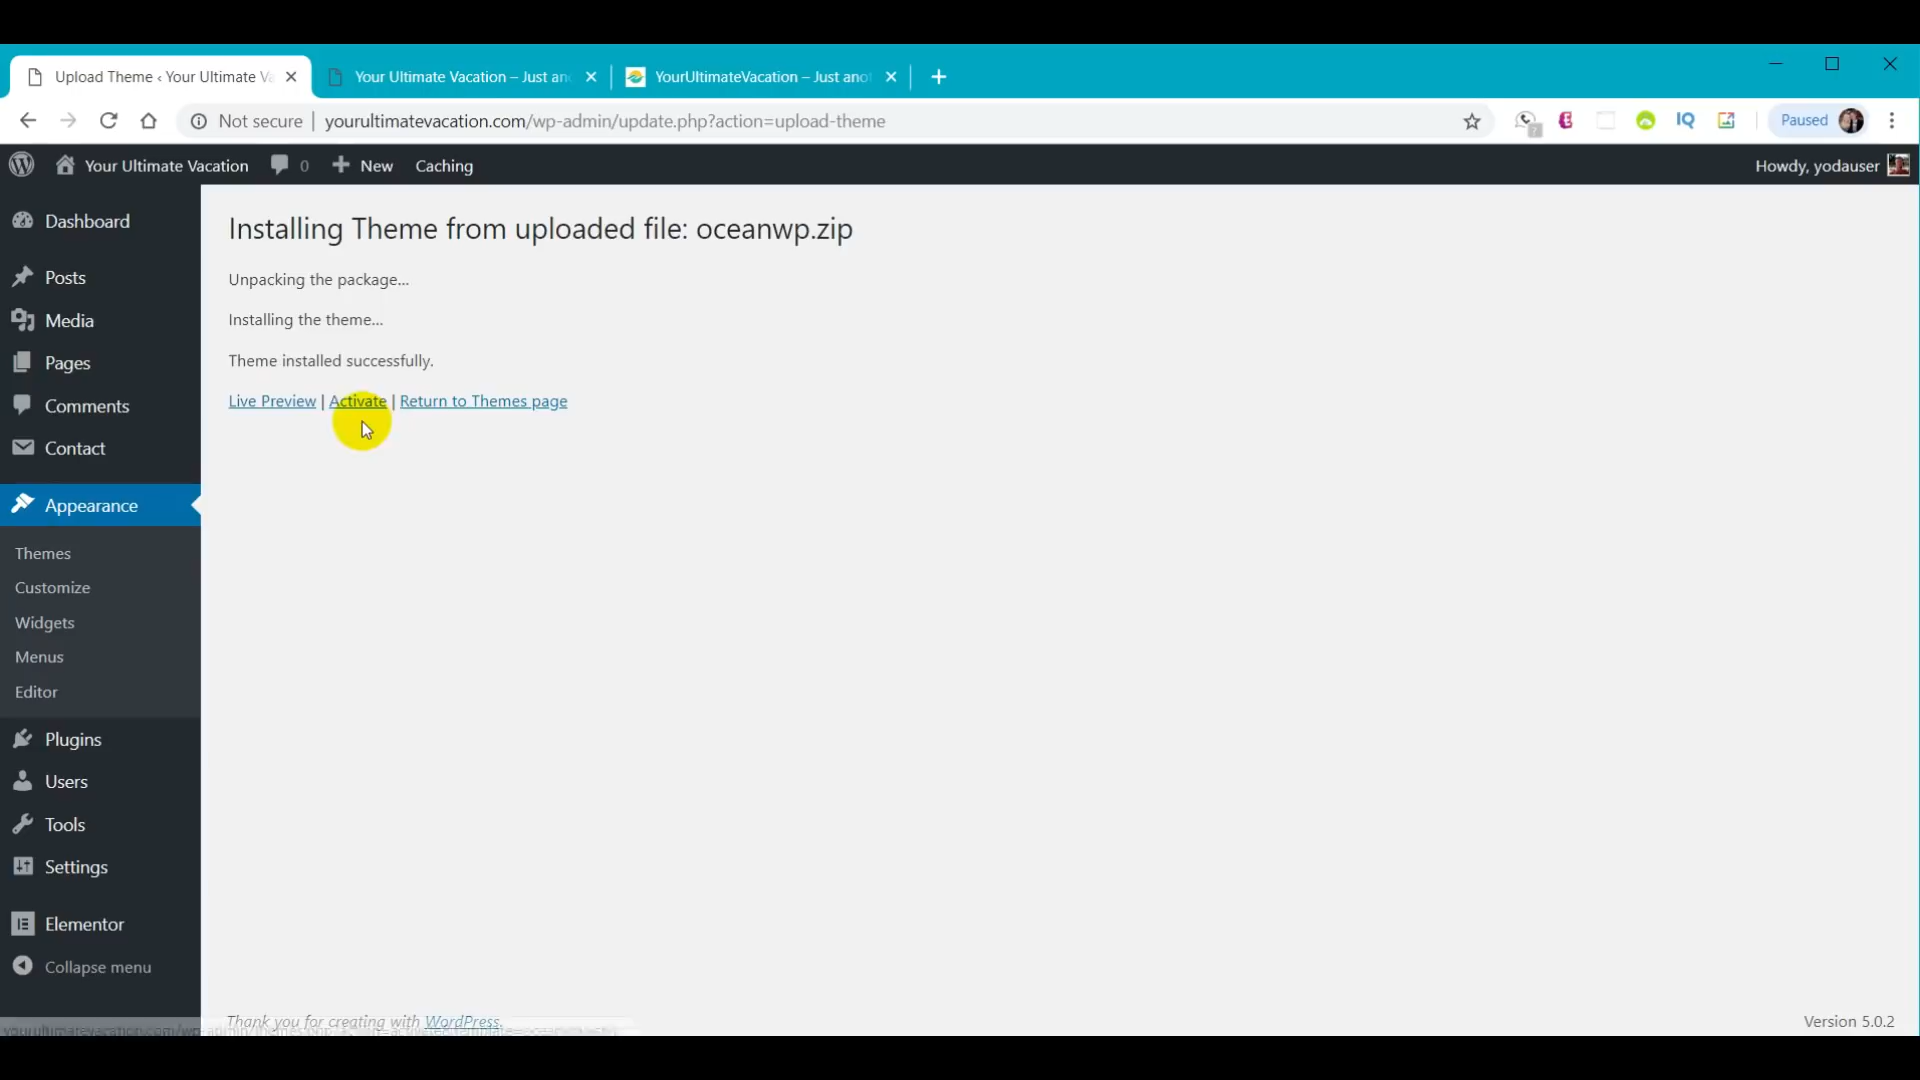 Upload Theme ‹ Your Ultimate Va
Your Ultimate Vacation – Just an
YourUltimateVacation – Just anot
Not secure | yourultimatevacation.com/wp-admin/update.php?action=upload-theme
IQ
Paused
Your Ultimate Vacation
0
New
Caching
Howdy, yodauser
Dashboard
Posts
Media
Pages
Comments
Contact
Appearance
Themes
Customize
Widgets
Menus
Editor
Plugins
Users
Tools
Settings
Elementor
Collapse menu
Installing Theme from uploaded file: oceanwp.zip
Unpacking the package...
Installing the theme...
Theme installed successfully.
Live Preview | Activate | Return to Themes page
Thank you for creating with WordPress.
Version 5.0.2